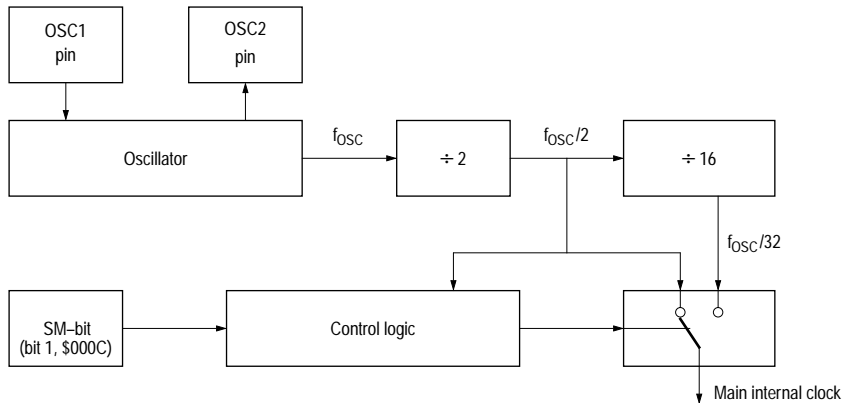 OSC1
pin
OSC2
pin
Oscillator
fOSC
÷ 2
fOSC/2
÷ 16
fOSC/32
SM–bit
(bit 1, $000C)
Control logic
Main internal clock